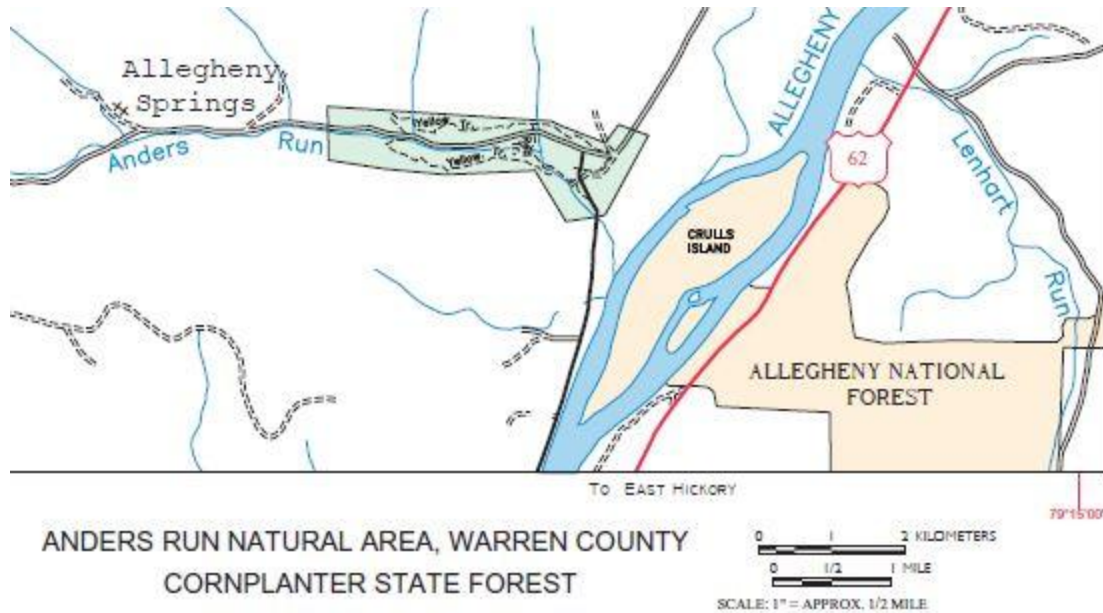 Allegheny
Springs
Anders
Run
Yellow Tr.
Yellow Tr.
ALLEGHENY
62
Lenhart
Run
CRULLS
ISLAND
ALLEGHENY NATIONAL
FOREST
TO EAST HICKORY
79°15'00"
ANDERS RUN NATURAL AREA, WARREN COUNTY
CORNPLANTER STATE FOREST
0 1 2 KILOMETERS
0 1/2 1 MILE
SCALE: 1" = APPROX. 1/2 MILE